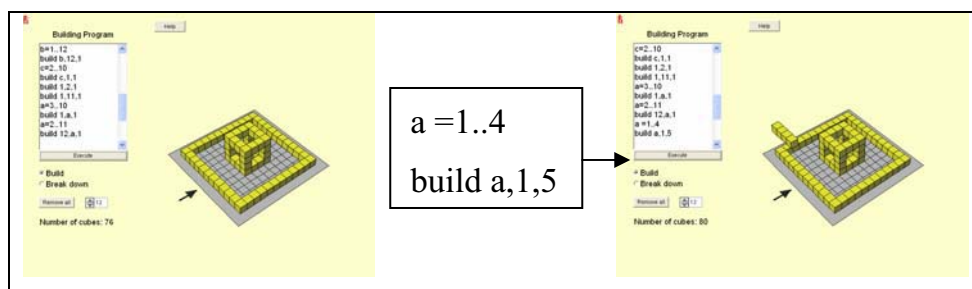 Help
Building Program
b=1..12
build b,12,1
c=2..10
build c,1,1
build 1,2,1
build 1,11,1
a=3..10
build 1,a,1
a=2..11
build 12,a,1
Execute
Build
Break down
Remove all
12
Number of cubes: 76
a =1..4
build a,1,5
Help
Building Program
c=2..10
build c,1,1
build 1,2,1
build 1,11,1
a=3..10
build 1,a,1
a=2..11
build 12,a,1
a =1..4
build a,1,5
Execute
Build
Break down
Remove all
12
Number of cubes: 80